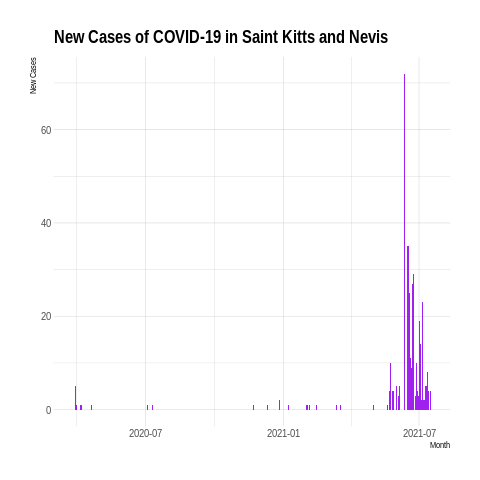 New Cases of COVID-19 in Saint Kitts and Nevis
New Cases
60
40
20
0
2020-07
2021-01
2021-07
Month